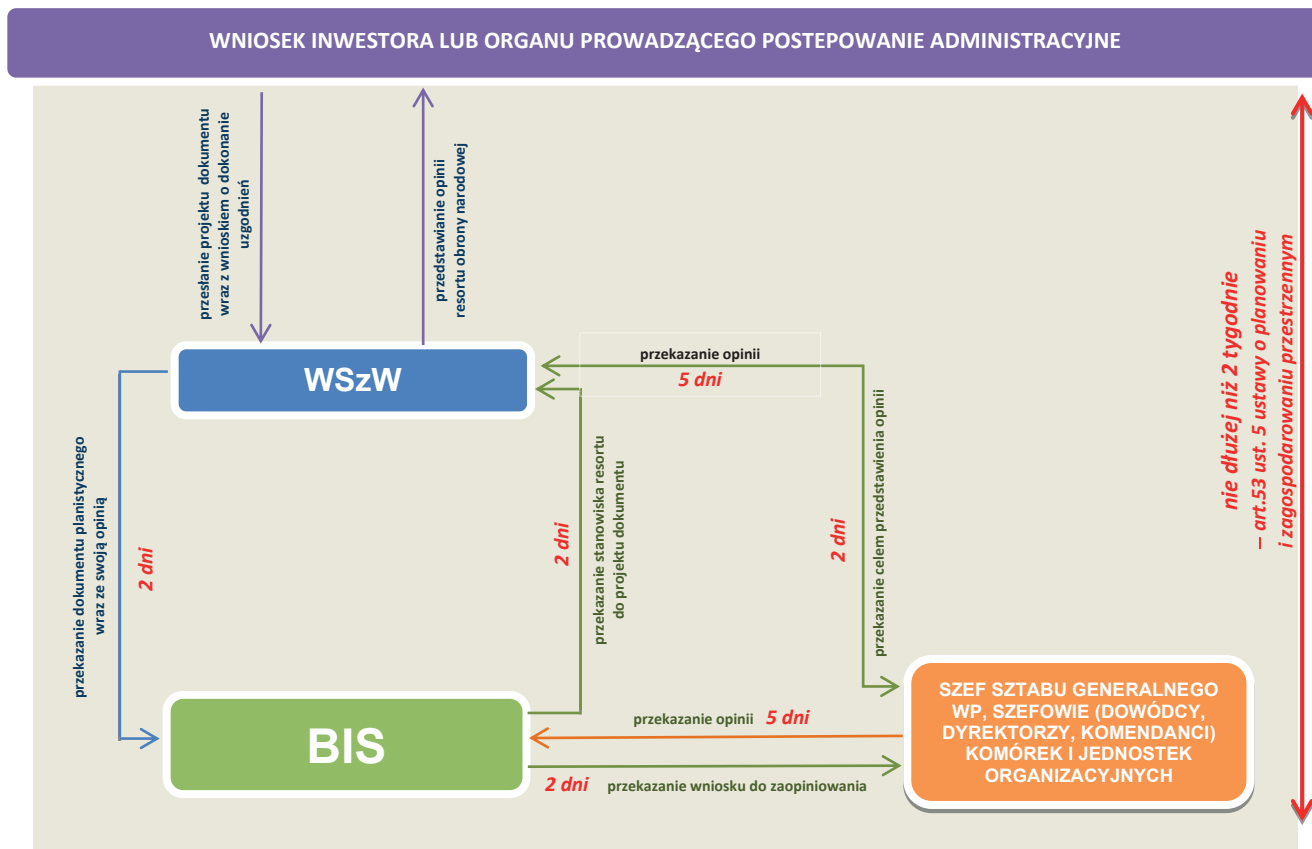 WNIOSEK INWESTORA LUB ORGANU PROWADZĄCEGO POSTEPOWANIE ADMINISTRACYJNE
przesłanie projektu dokumentu
wraz z wnioskiem o dokonanie
uzgodnień
przedstawianie opinii
resortu obrony narodowej
WSzW
przekazanie opinii
5 dni
przekazanie dokumentu planistycznego
wraz ze swoją opinią
2 dni
2 dni
przekazanie stanowiska resortu
do projektu dokumentu
2 dni
przekazanie celem przedstawienia opinii
nie dłużej niż 2 tygodnie
– art.53 ust. 5 ustawy o planowaniu
i zagospodarowaniu przestrzennym
BIS
przekazanie opinii 5 dni
2 dni przekazanie wniosku do zaopiniowania
SZEF SZTABU GENERALNEGO
WP, SZEFOWIE (DOWÓDCY,
DYREKTORZY, KOMENDANCI)
KOMÓREK I JEDNOSTEK
ORGANIZACYJNYCH